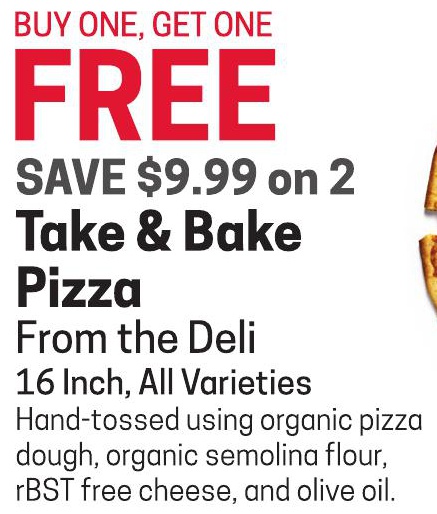 BUY ONE, GET ONE
FREE
SAVE $9.99 on 2
Take & Bake
Pizza
From the Deli
16 Inch, All Varieties
Hand-tossed using organic pizza
dough, organic semolina flour,
rBST free cheese, and olive oil.